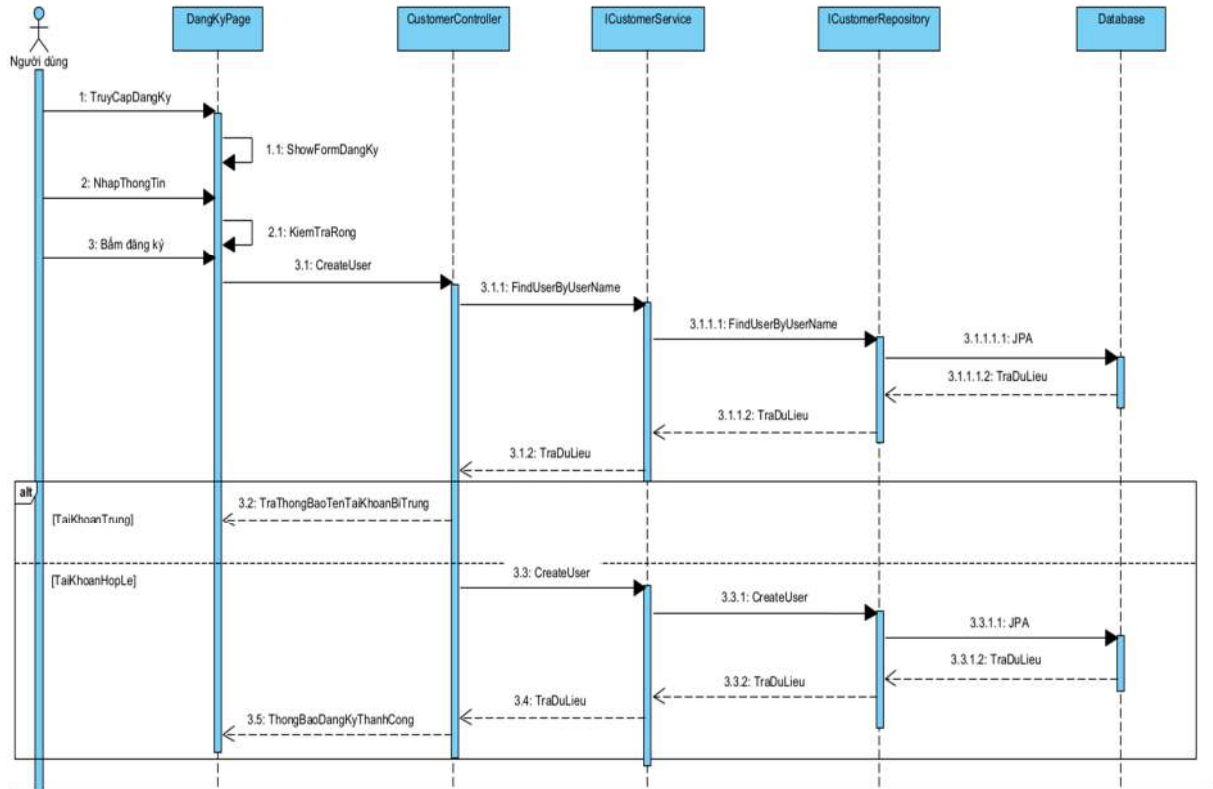 DangKyPage
CustomerController
ICustomerService
ICustomerRepository
Database
Người dùng
1: TruyCapDangKy
1.1: ShowFormDangKy
2: NhapThongTin
2.1: KiemTraRong
3: Bấm đăng ký
3.1: CreateUser
3.1.1: FindUserByUserName
3.1.1.1: FindUserByUserName
3.1.1.1.1: JPA
3.1.1.1.2: TraDuLieu
3.1.1.2: TraDuLieu
3.1.2: TraDuLieu
alt
3.2: TraThongBaoTenTaiKhoanBiTrung
[TaiKhoanTrung]
[TaiKhoanHopLe]
3.3: CreateUser
3.3.1: CreateUser
3.3.1.1: JPA
3.3.1.2: TraDuLieu
3.3.2: TraDuLieu
3.4: TraDuLieu
3.5: ThongBaoDangKyThanhCong